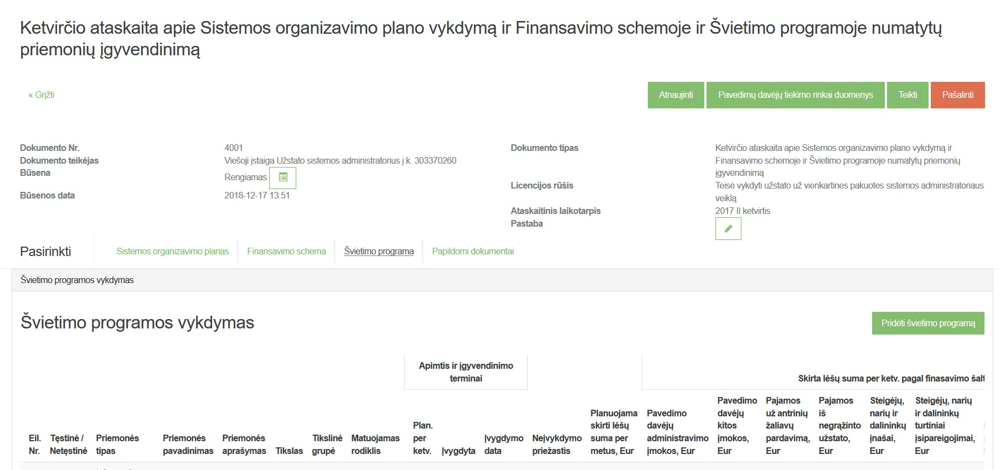 Ketvirčio ataskaita apie Sistemos organizavimo plano vykdymą ir Finansavimo schemoje ir Švietimo programoje numatytų
priemonių įgyvendinimą
« Grįžti
Atnaujinti
Pavedimų davėjų tiekimo rinkai duomenys
Teikti
Pašalinti
Dokumento Nr.
4001
Dokumento teikėjas
Viešoji įstaiga Užstato sistemos administratorius į.k. 303370260
Būsena
Rengiamas
Būsenos data
2018-12-17 13:51
Dokumento tipas
Ketvirčio ataskaita apie Sistemos organizavimo plano vykdymą ir
Finansavimo schemoje ir Švietimo programoje numatytų priemonių
įgyvendinimą
Licencijos rūšis
Teisė vykdyti užstato už vienkartines pakuotes sistemos administratoriaus
veiklą
Ataskaitinis laikotarpis
2017 II ketvirtis
Pastaba
Pasirinkti
Sistemos organizavimo planas
Finansavimo schema
Švietimo programa
Papildomi dokumentai
Švietimo programos vykdymas
Švietimo programos vykdymas
Pridėti švietimo programą
Apimtis ir įgyvendinimo
terminai
Skirta lėšų suma per ketv. pagal finasavimo šalt
Eil.
Nr.
Tęstinė /
Netęstinė
Priemonės
tipas
Priemonės
pavadinimas
Priemonės
aprašymas
Tikslas
Tikslinė
grupė
Matuojamas
rodiklis
Plan.
per
ketv.
Įvygdyta
Įvygdymo
data
Neįvykdymo
priežastis
Planuojama
skirti lėšų
suma per
metus, Eur
Pavedimo
davėjų
administravimo
įmokos, Eur
Pavedimo
davėjų
kitos
įmokos,
Eur
Pajamos
už antrinių
žaliavų
pardavimą,
Eur
Pajamos
iš
negrąžinto
užstato,
Eur
Steigėjų,
narių ir
dalininkų
įnašai,
Eur
Steigėjų, narių
ir dalininkų
turtiniai
įsipareigojimai,
Eur